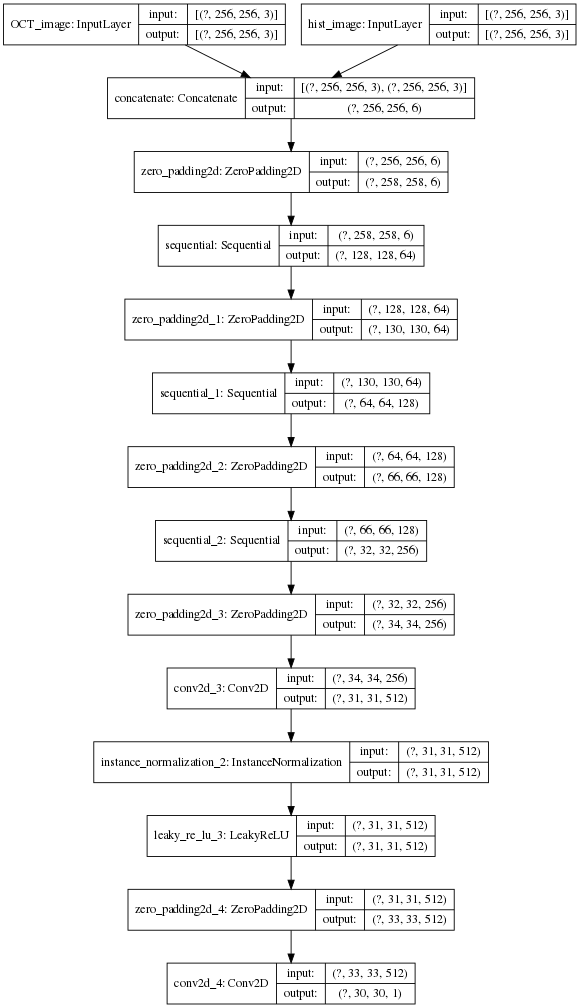 OCT_image: InputLayer
input: [(?, 256, 256, 3)]
output: [(?, 256, 256, 3)]
hist_image: InputLayer
input: [(?, 256, 256, 3)]
output: [(?, 256, 256, 3)]
concatenate: Concatenate
input: [(?, 256, 256, 3), (?, 256, 256, 3)]
output: (?, 256, 256, 6)
zero_padding2d: ZeroPadding2D
input: (?, 256, 256, 6)
output: (?, 258, 258, 6)
sequential: Sequential
input: (?, 258, 258, 6)
output: (?, 128, 128, 64)
zero_padding2d_1: ZeroPadding2D
input: (?, 128, 128, 64)
output: (?, 130, 130, 64)
sequential_1: Sequential
input: (?, 130, 130, 64)
output: (?, 64, 64, 128)
zero_padding2d_2: ZeroPadding2D
input: (?, 64, 64, 128)
output: (?, 66, 66, 128)
sequential_2: Sequential
input: (?, 66, 66, 128)
output: (?, 32, 32, 256)
zero_padding2d_3: ZeroPadding2D
input: (?, 32, 32, 256)
output: (?, 34, 34, 256)
conv2d_3: Conv2D
input: (?, 34, 34, 256)
output: (?, 31, 31, 512)
instance_normalization_2: InstanceNormalization
input: (?, 31, 31, 512)
output: (?, 31, 31, 512)
leaky_re_lu_3: LeakyReLU
input: (?, 31, 31, 512)
output: (?, 31, 31, 512)
zero_padding2d_4: ZeroPadding2D
input: (?, 31, 31, 512)
output: (?, 33, 33, 512)
conv2d_4: Conv2D
input: (?, 33, 33, 512)
output: (?, 30, 30, 1)